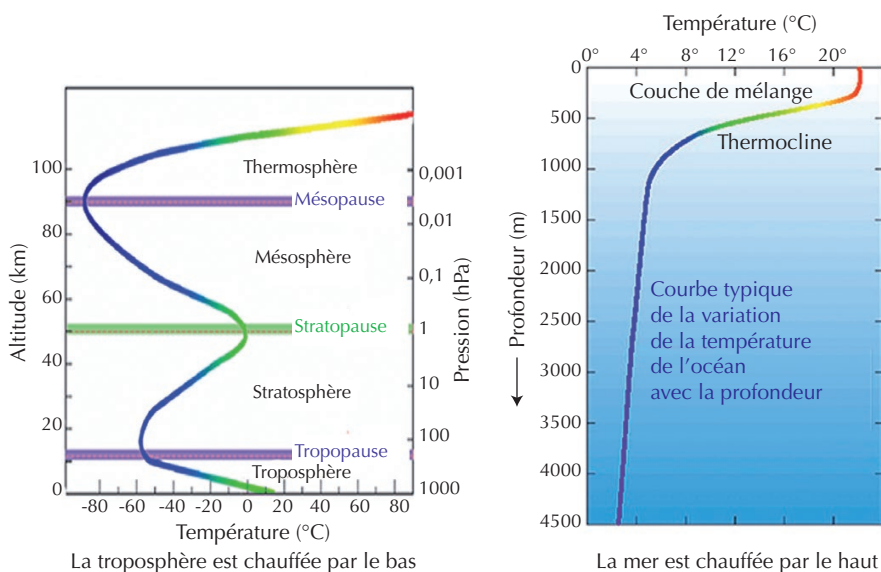 Altitude (km)
100
80
60
40
20
0
Thermosphère
Mésopause
Mésosphère
Stratopause
Stratosphère
Tropopause
Troposphère
0,001
0,01
0,1
1
10
100
1000
Pression (hPa)
-80 -60 -40 -20 0 20 40 60 80
Température (°C)
La troposphère est chauffée par le bas
Température (°C)
0° 4° 8° 12° 16° 20°
0
500
1000
1500
2000
2500
3000
3500
4000
4500
Profondeur (m)
Couche de mélange
Thermocline
Courbe typique
de la variation
de la température
de l'océan
avec la profondeur
La mer est chauffée par le haut